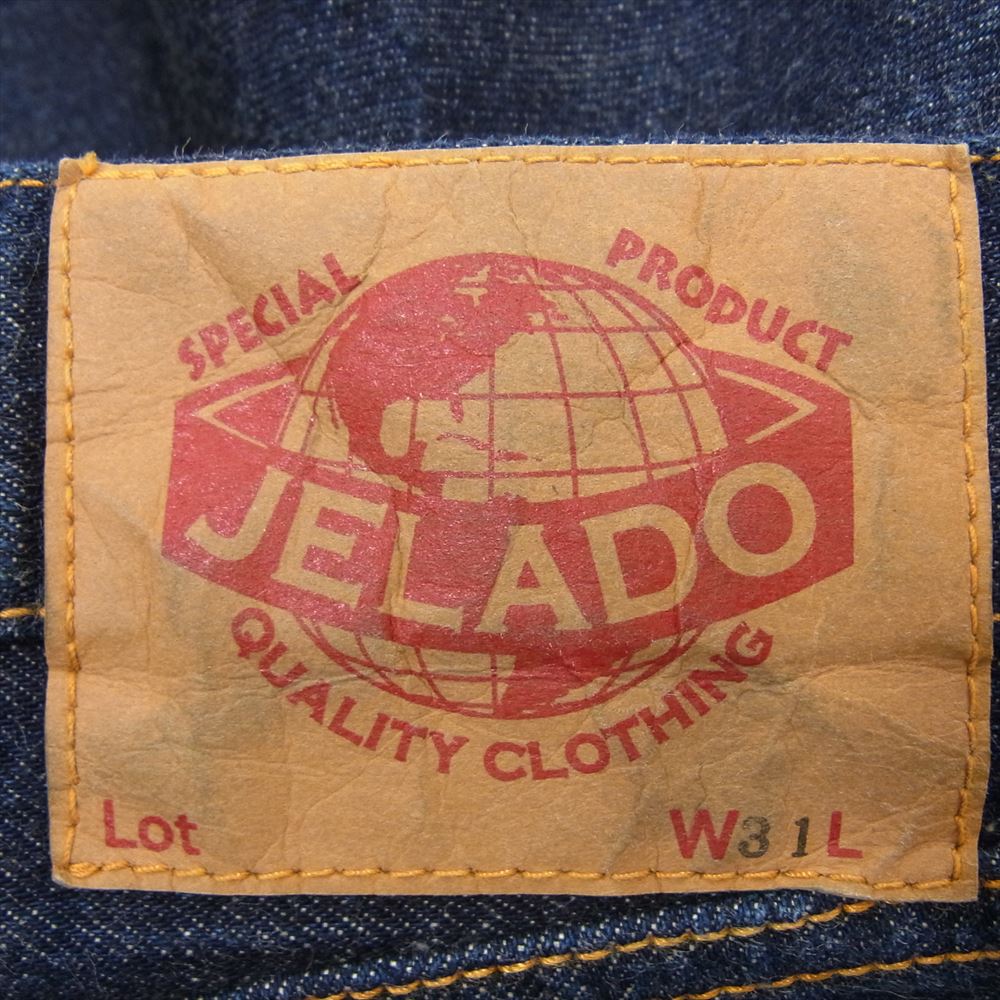 SPECIAL PRODUCT
JELADO
QUALITY CLOTHING
Lot W31L